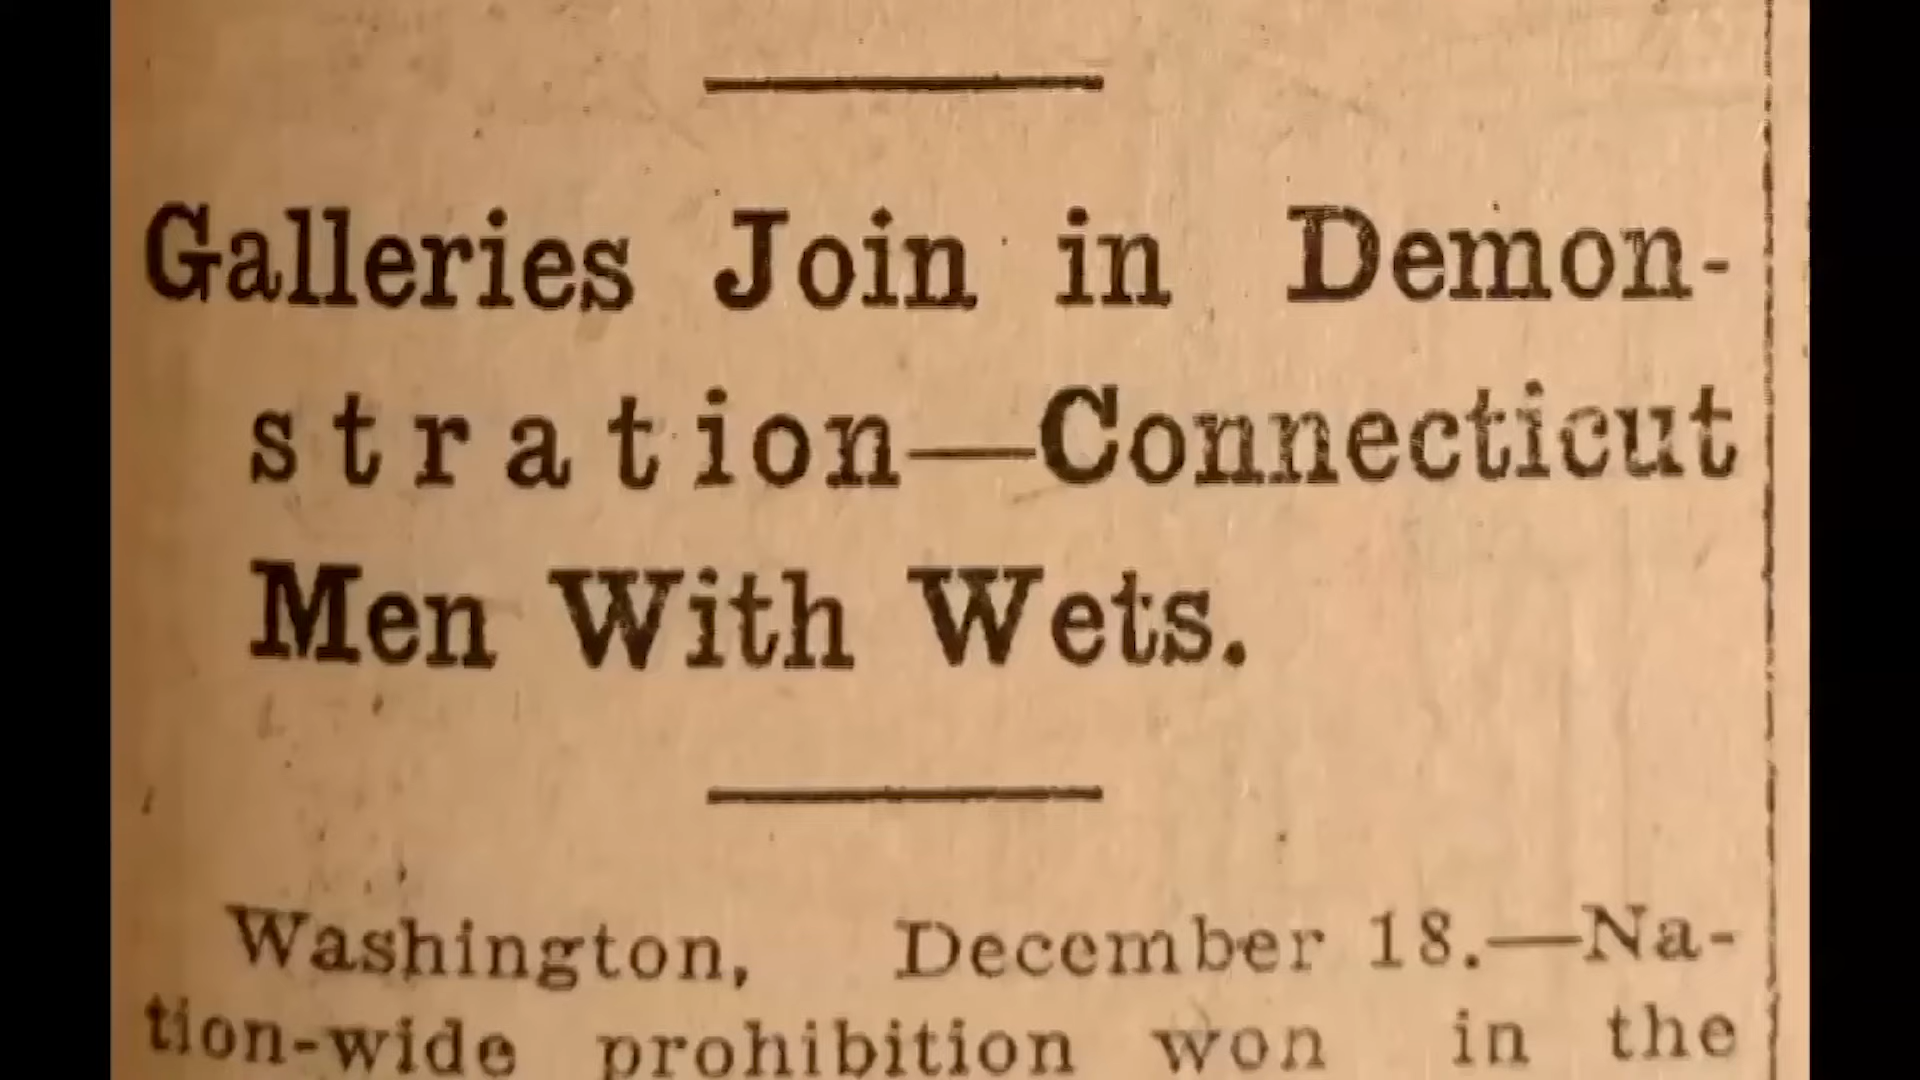 Galleries Join in Demon-
stration—Connecticut
Men With Wets.
Washington, December 18.—Na-
tion-wide prohibition won in the